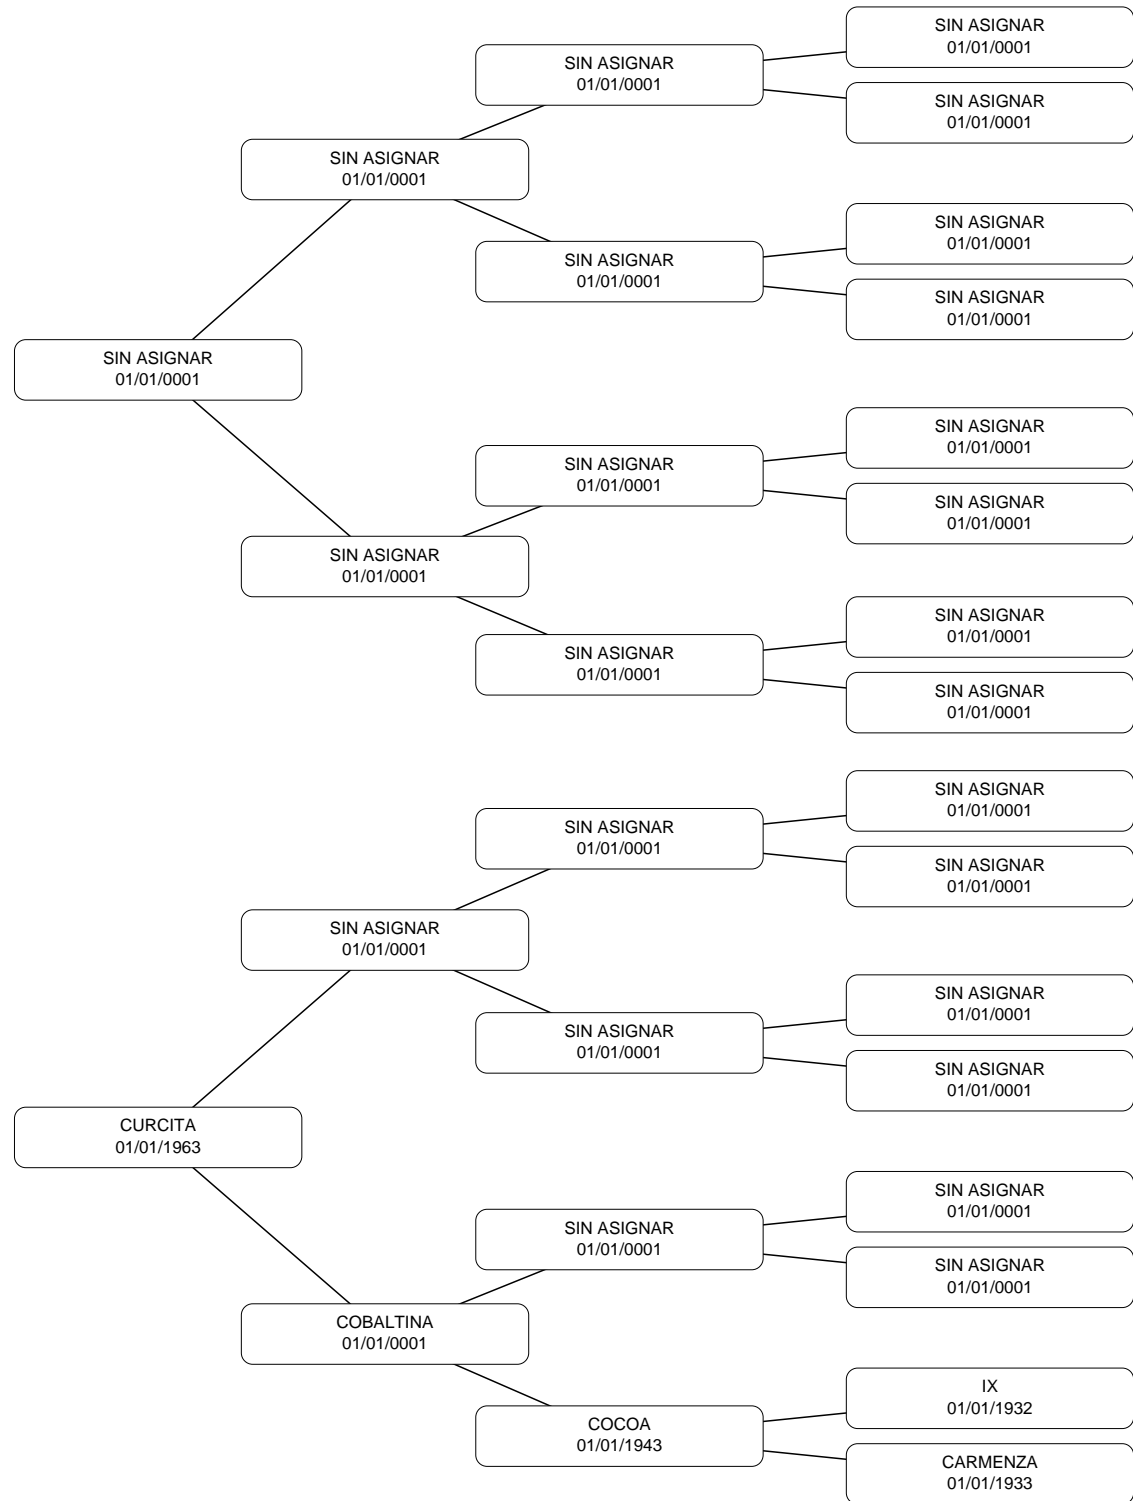 SIN ASIGNAR
01/01/0001
SIN ASIGNAR
01/01/0001
SIN ASIGNAR
01/01/0001
SIN ASIGNAR
01/01/0001
SIN ASIGNAR
01/01/0001
SIN ASIGNAR
01/01/0001
SIN ASIGNAR
01/01/0001
SIN ASIGNAR
01/01/0001
SIN ASIGNAR
01/01/0001
SIN ASIGNAR
01/01/0001
SIN ASIGNAR
01/01/0001
SIN ASIGNAR
01/01/0001
SIN ASIGNAR
01/01/0001
SIN ASIGNAR
01/01/0001
SIN ASIGNAR
01/01/0001
SIN ASIGNAR
01/01/0001
SIN ASIGNAR
01/01/0001
SIN ASIGNAR
01/01/0001
SIN ASIGNAR
01/01/0001
SIN ASIGNAR
01/01/0001
SIN ASIGNAR
01/01/0001
SIN ASIGNAR
01/01/0001
CURCITA
01/01/1963
SIN ASIGNAR
01/01/0001
SIN ASIGNAR
01/01/0001
SIN ASIGNAR
01/01/0001
COBALTINA
01/01/0001
IX
01/01/1932
COCOA
01/01/1943
CARMENZA
01/01/1933